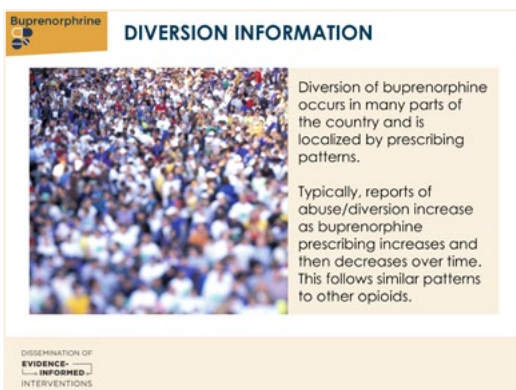 Buprenorphrine
DIVERSION INFORMATION
Diversion of buprenorphine
occurs in many parts of
the country and is
localized by prescribing
patterns.
Typically, reports of
abuse/diversion increase
as buprenorphine
prescribing increases and
then decreases over time.
This follows similar patterns
to other opioids.
DISSEMINATION OF
EVIDENCE-
INFORMED
INTERVENTIONS